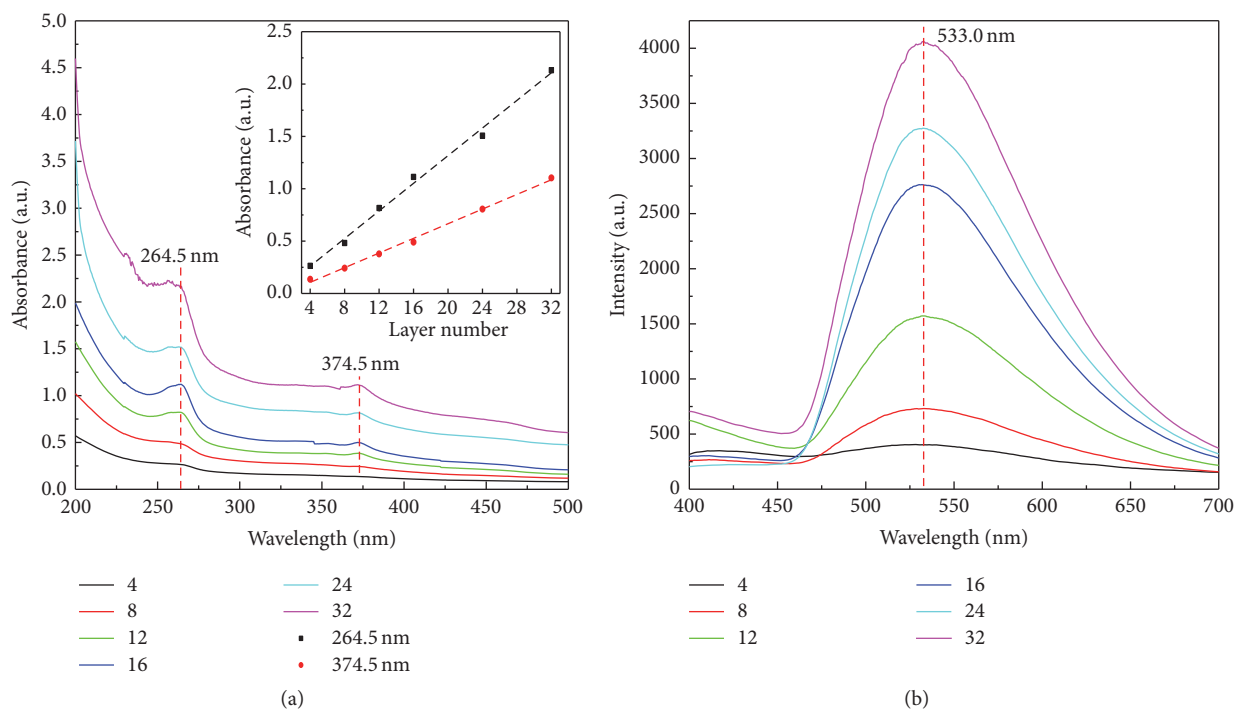 5.0
4.5
4.0
3.5
3.0
2.5
2.0
1.5
1.0
0.5
0.0
Absorbance (a.u.)
200 250 300 350 400 450 500
Wavelength (nm)
264.5 nm
374.5 nm
2.5
2.0
1.5
1.0
0.5
0.0
Absorbance (a.u.)
4 8 12 16 20 24 28 32
Layer number
4
8
12
16
24
32
264.5 nm
374.5 nm
(a)
4000
3500
3000
2750
2500
1500
1000
750
500
250
0
Intensity (a.u.)
533.0 nm
400 450 500 550 600 650 700
Wavelength (nm)
4
8
12
16
24
32
(b)